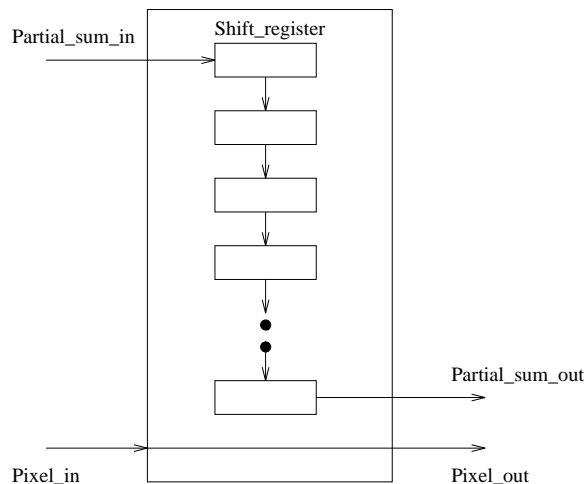 Shift_register
Partial_sum_in
Partial_sum_out
Pixel_in
Pixel_out